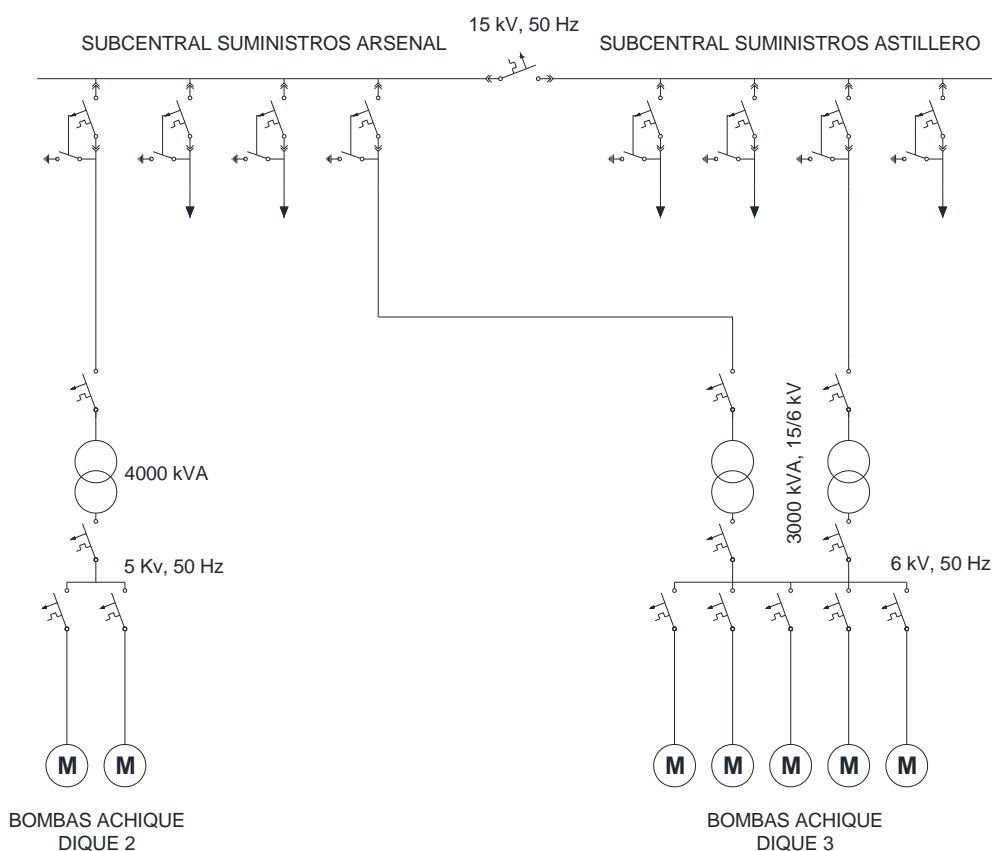 15 kV, 50 Hz
SUBCENTRAL SUMINISTROS ARSENAL
SUBCENTRAL SUMINISTROS ASTILLERO
4000 kVA
3000 kVA, 15/6 kV
5 Kv, 50 Hz
6 kV, 50 Hz
M
M
M
M
M
M
M
BOMBAS ACHIQUE
DIQUE 2
BOMBAS ACHIQUE
DIQUE 3